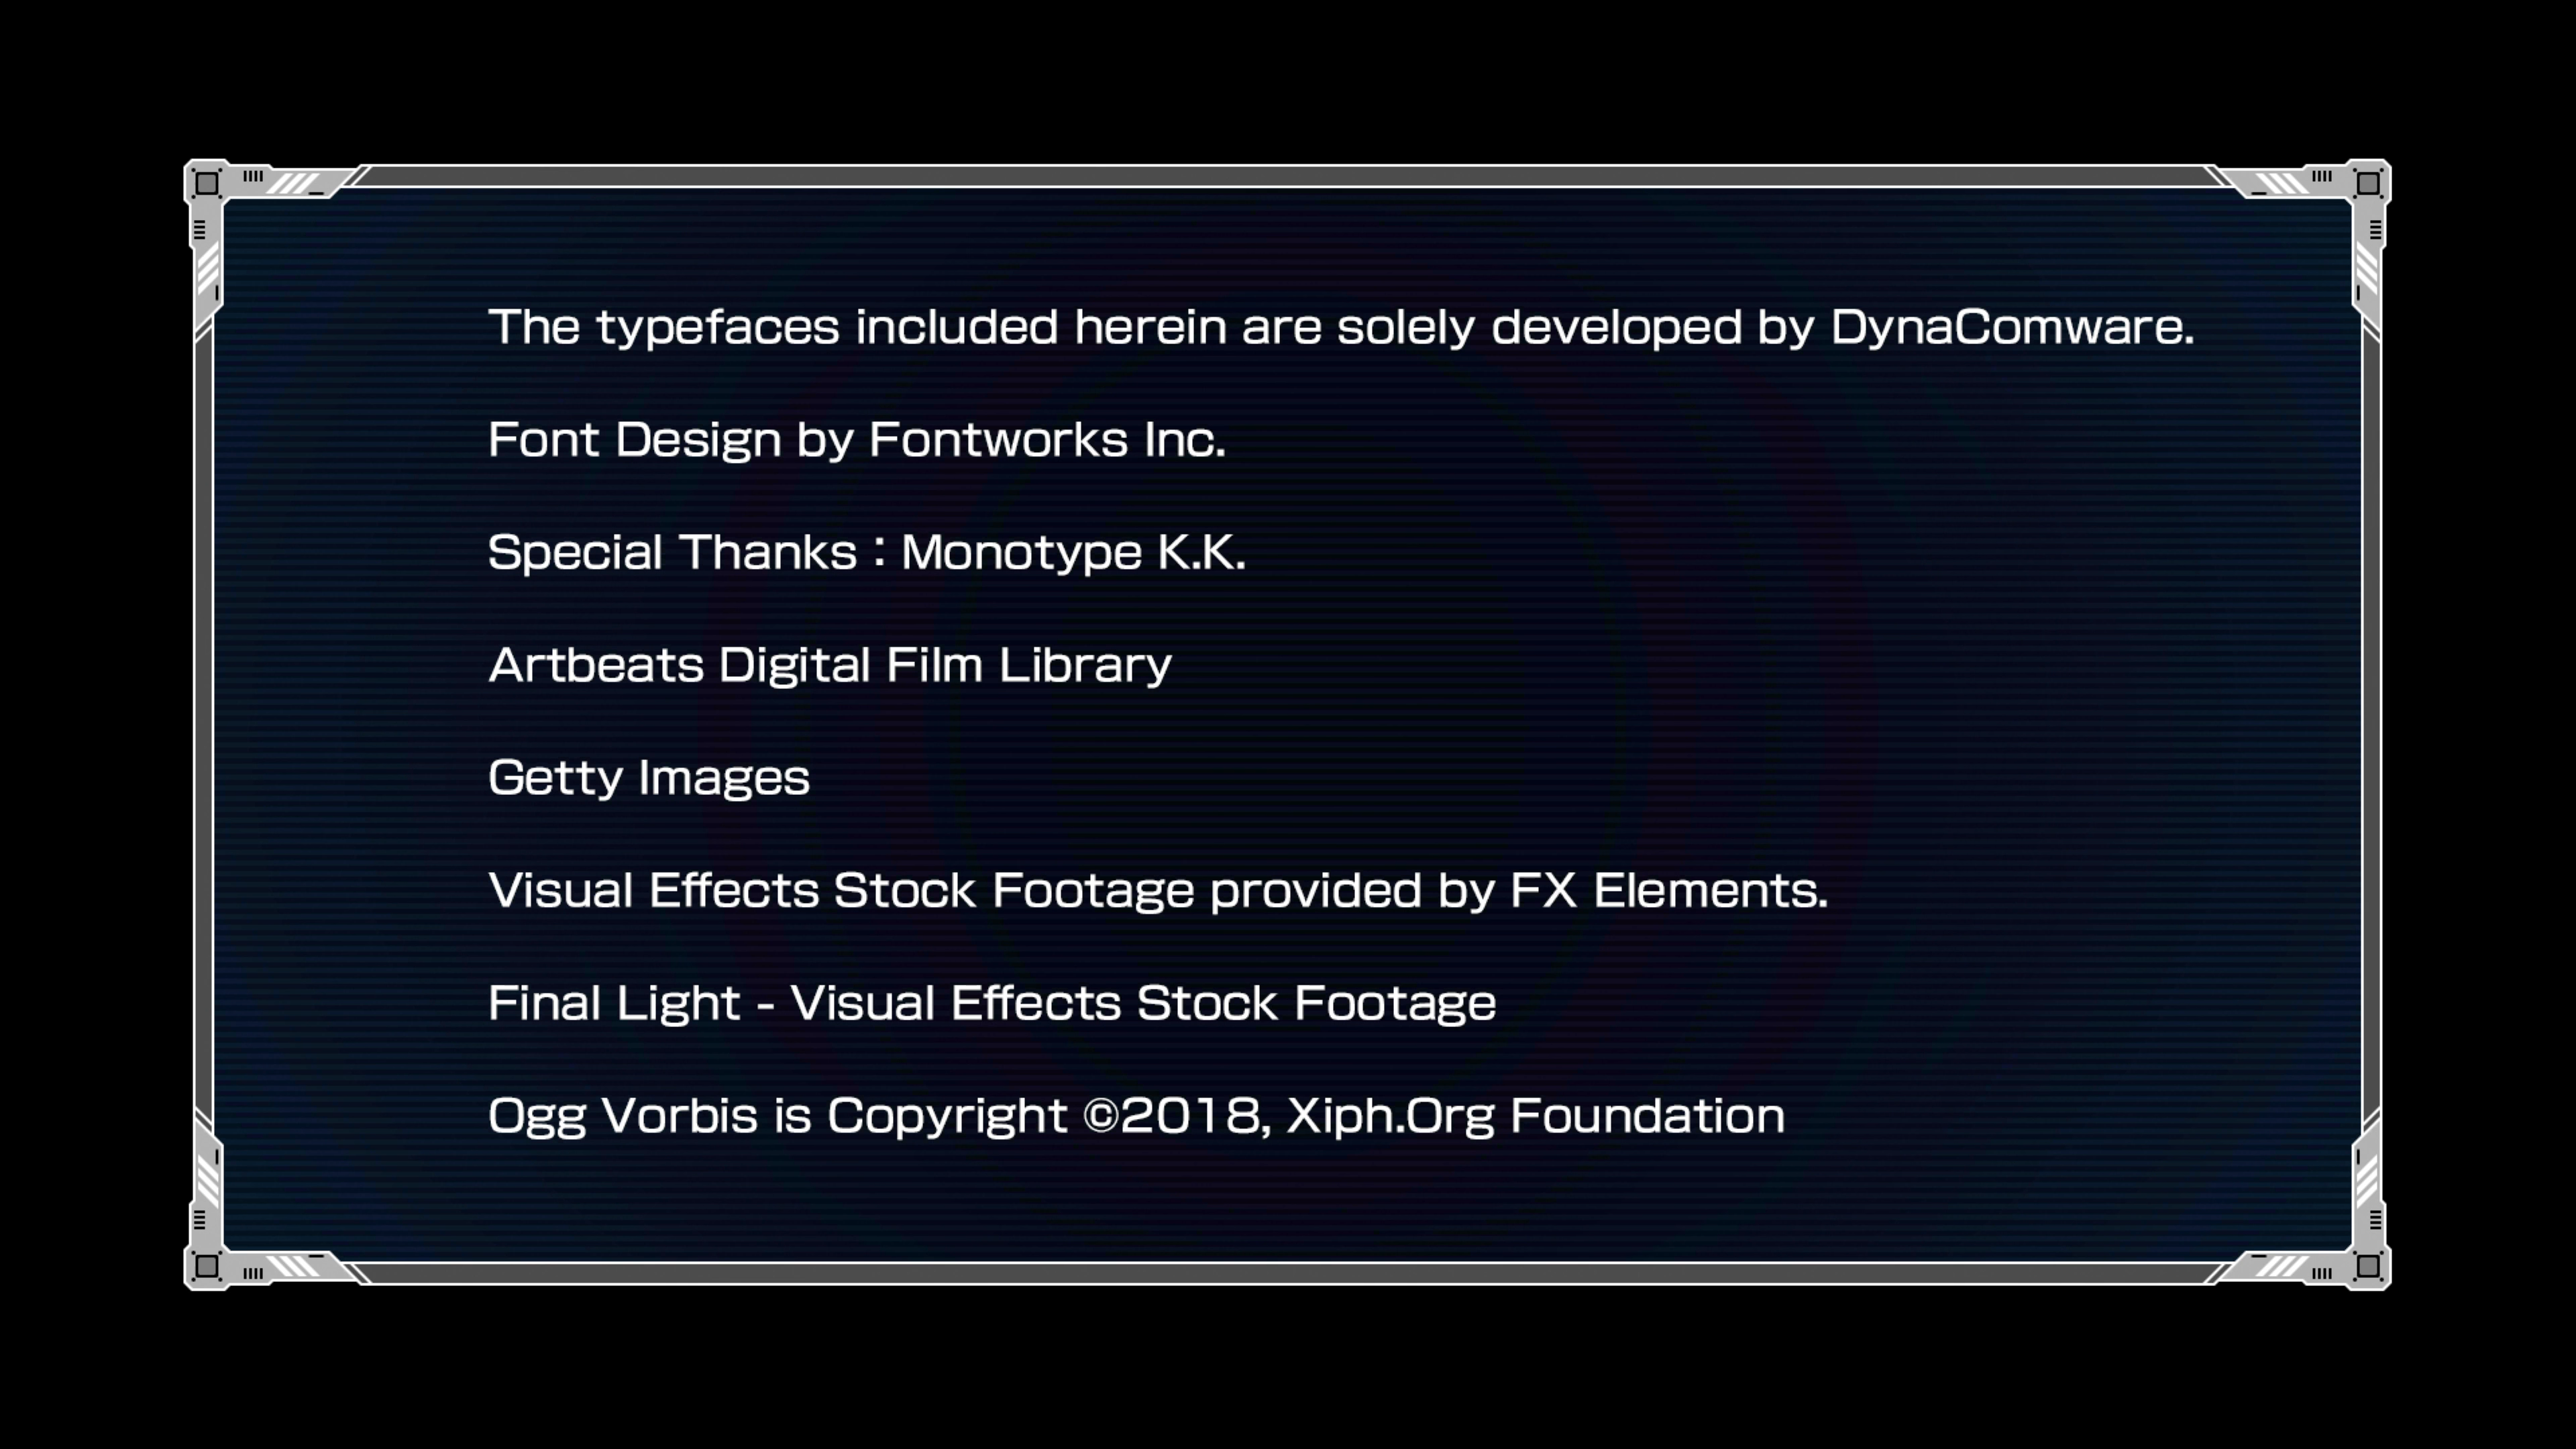 The typefaces included herein are solely developed by DynaComware.
Font Design by Fontworks Inc.
Special Thanks : Monotype K.K.
Artbeats Digital Film Library
Getty Images
Visual Effects Stock Footage provided by FX Elements.
Final Light - Visual Effects Stock Footage
Ogg Vorbis is Copyright ©2018, Xiph.Org Foundation